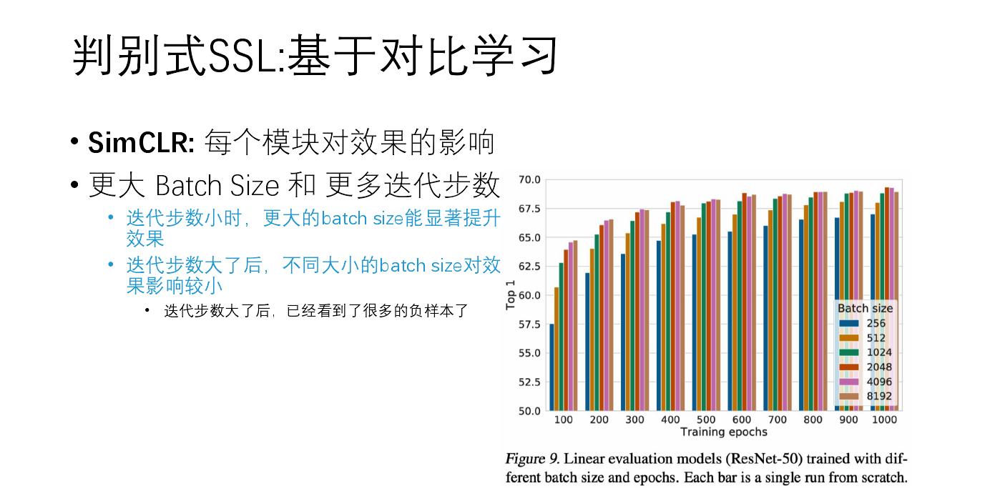 判别式SSL:基于对比学习
• SimCLR: 每个模块对效果的影响
• 更大 Batch Size 和 更多迭代步数
• 迭代步数小时，更大的batch size能显著提升
效果
• 迭代步数大了后，不同大小的batch size对效
果影响较小
• 迭代步数大了后，已经看到了很多的负样本了
70.0
67.5
65.0
62.5
60.0
57.5
55.0
52.5
50.0
Top 1
Batch size
256
512
1024
2048
4096
8192
100 200 300 400 500 600 700 800 900 1000
Training epochs
Figure 9. Linear evaluation models (ResNet-50) trained with dif-
ferent batch size and epochs. Each bar is a single run from scratch.